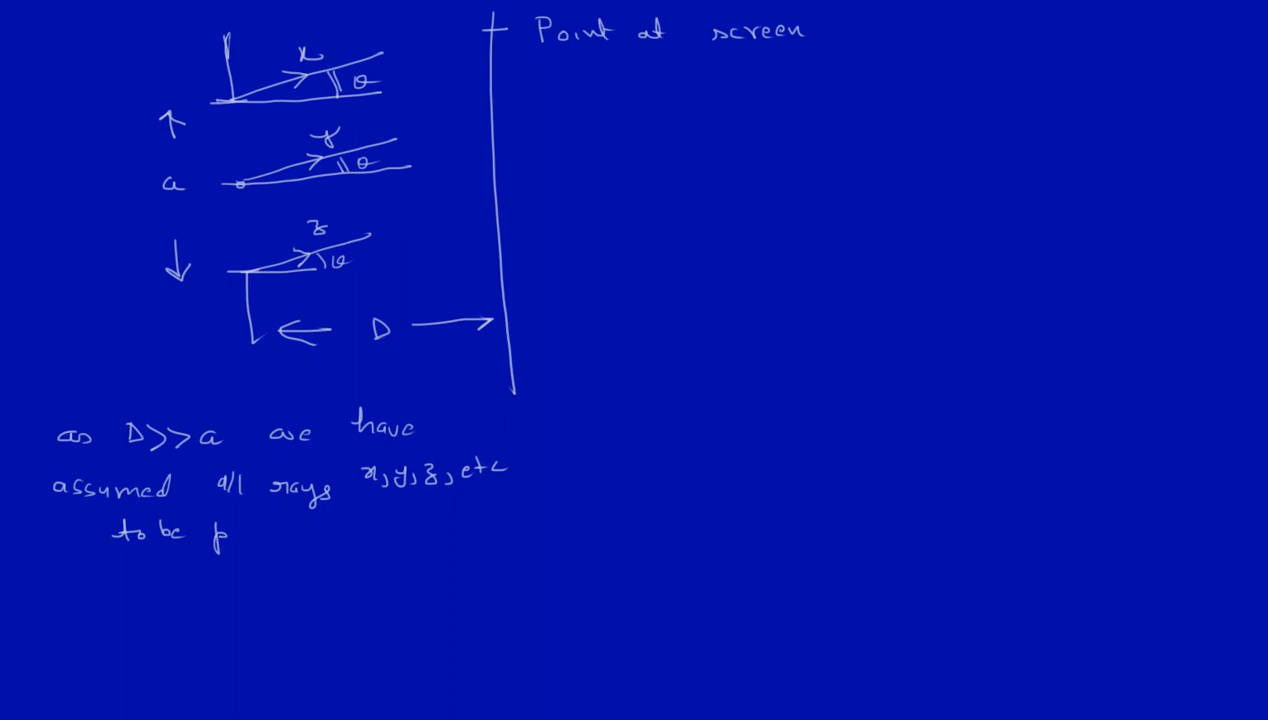 Point at screen
x
θ
y
a
θ
z
θ
D
as D>>a we have
assumed all rays x, y, z, etc
to be p